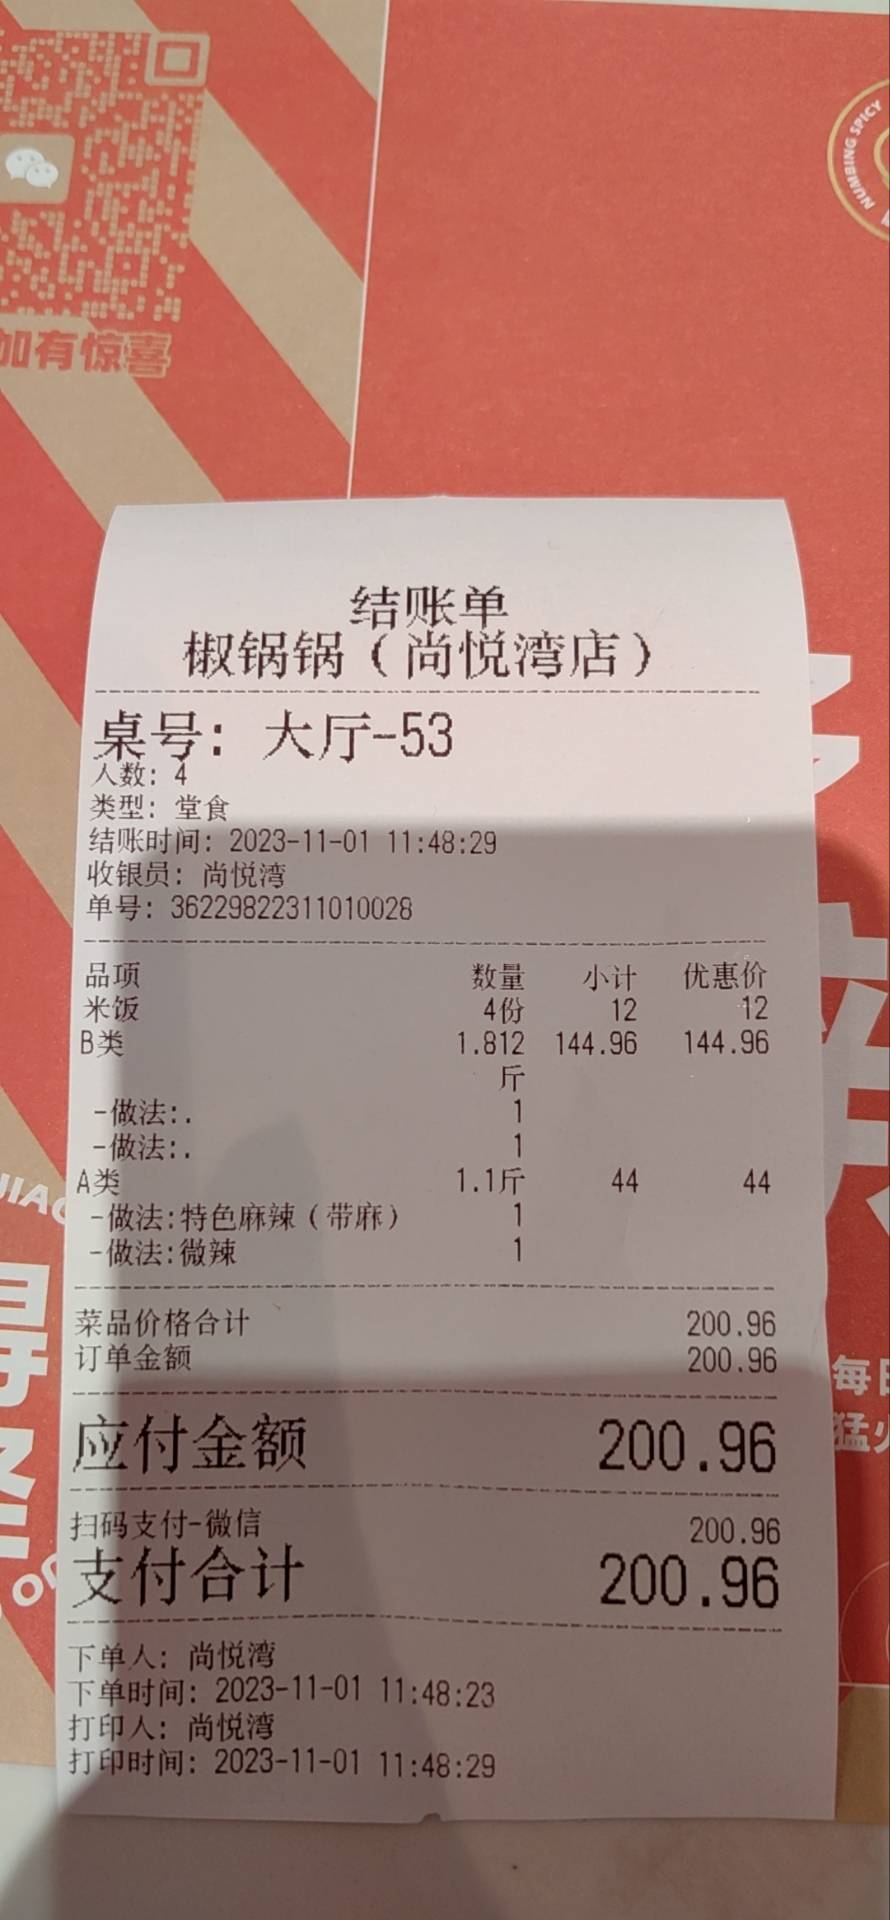 加有惊喜
NUMBING SPICY
结账单
椒锅锅（尚悦湾店）
桌号: 大厅-53
人数: 4
类型: 堂食
结账时间: 2023-11-01 11:48:29
收银员: 尚悦湾
单号: 36229822311010028
品项 数量 小计 优惠价
米饭 4份 12 12
B类 1.812 144.96 144.96
斤
-做法:. 1
-做法:. 1
A类 1.1斤 44 44
-做法:特色麻辣（带麻） 1
-做法:微辣 1
菜品价格合计 200.96
订单金额 200.96
应付金额 200.96
扫码支付-微信 200.96
支付合计 200.96
下单人: 尚悦湾
下单时间: 2023-11-01 11:48:23
打印人: 尚悦湾
打印时间: 2023-11-01 11:48:29
每日
猛火